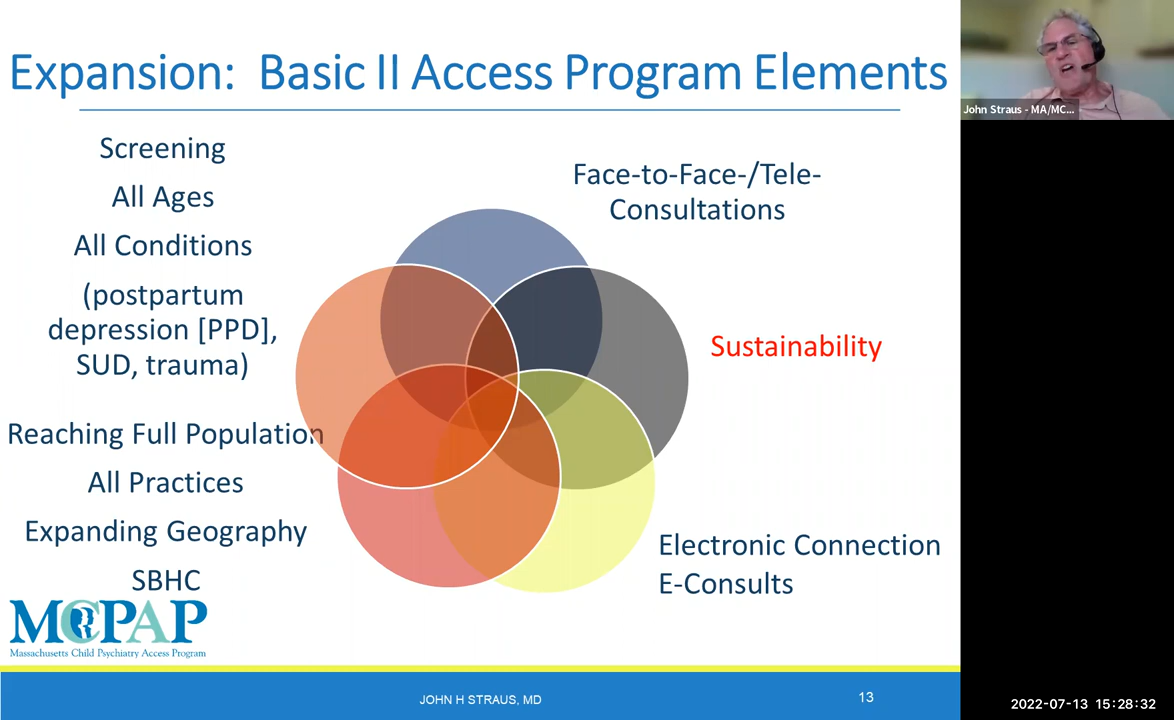 Expansion:  Basic II Access Program Elements
Screening
All Ages
All Conditions
(postpartum
depression [PPD],
SUD, trauma)
Reaching Full Population
All Practices
Expanding Geography
SBHC
Face-to-Face-/Tele-
Consultations
Sustainability
Electronic Connection
E-Consults
MCPAP
Massachusetts Child Psychiatry Access Program
JOHN H STRAUS, MD
13
John Straus - MA/MC...
2022-07-13 15:28:32